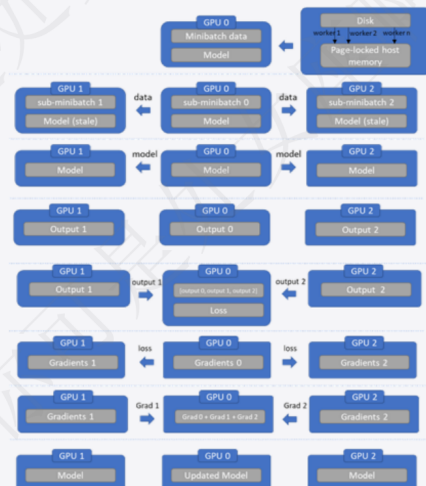 GPU 0
Disk
Minibatch data
worker 1 worker 2 worker n
Model
Page-locked host
memory
GPU 1
GPU 0
GPU 2
sub-minibatch 1
data
sub-minibatch 0
data
sub-minibatch 2
Model (stale)
Model
Model (stale)
GPU 1
GPU 0
GPU 2
Model
model
Model
model
Model
GPU 1
GPU 0
GPU 2
Output 1
Output 0
Output 2
GPU 1
GPU 0
GPU 2
Output 1
output 1
[output 0, output 1, output 2]
output 2
Output 2
Loss
GPU 1
GPU 0
GPU 2
Gradients 1
loss
Gradients 0
loss
Gradients 2
GPU 1
GPU 0
GPU 2
Gradients 1
Grad 1
Grad 0 + Grad 1 + Grad 2
Grad 2
Gradients 2
GPU 1
GPU 0
GPU 2
Model
Updated Model
Model